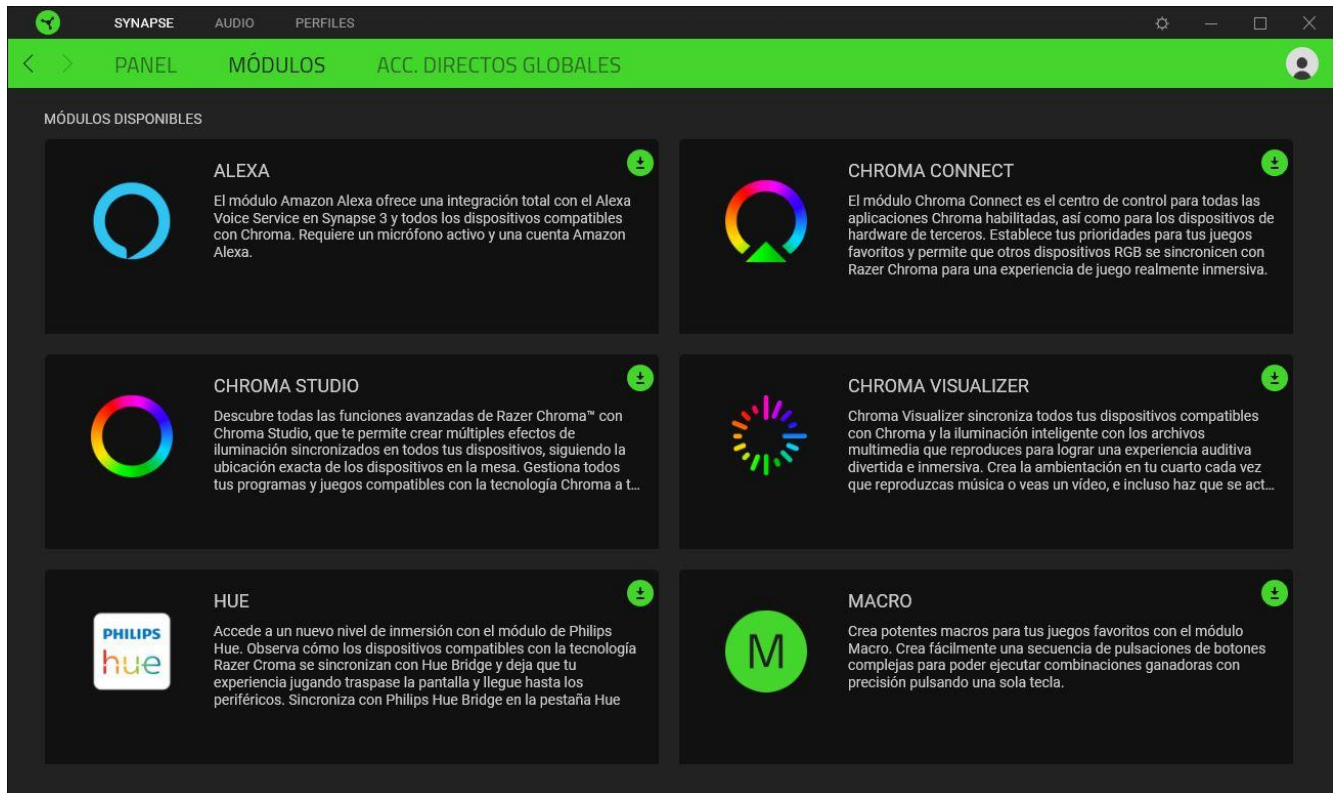 SYNAPSE AUDIO PERFILES
PANEL MÓDULOS ACC. DIRECTOS GLOBALES
MÓDULOS DISPONIBLES
ALEXA
El módulo Amazon Alexa ofrece una integración total con el Alexa
Voice Service en Synapse 3 y todos los dispositivos compatibles
con Chroma. Requiere un micrófono activo y una cuenta Amazon
Alexa.
CHROMA CONNECT
El módulo Chroma Connect es el centro de control para todas las
aplicaciones Chroma habilitadas, así como para los dispositivos de
hardware de terceros. Establece tus prioridades para tus juegos
favoritos y permite que otros dispositivos RGB se sincronicen con
Razer Chroma para una experiencia de juego realmente inmersiva.
CHROMA STUDIO
Descubre todas las funciones avanzadas de Razer Chroma™ con
Chroma Studio, que te permite crear múltiples efectos de
iluminación sincronizados en todos tus dispositivos, siguiendo la
ubicación exacta de los dispositivos en la mesa. Gestiona todos
tus programas y juegos compatibles con la tecnología Chroma a t...
CHROMA VISUALIZER
Chroma Visualizer sincroniza todos tus dispositivos compatibles
con Chroma y la iluminación inteligente con los archivos
multimedia que reproduces para lograr una experiencia auditiva
divertida e inmersiva. Crea la ambientación en tu cuarto cada vez
que reproduzcas música o veas un vídeo, e incluso haz que se act...
PHILIPS
hue
HUE
Accede a un nuevo nivel de inmersión con el módulo de Philips
Hue. Observa cómo los dispositivos compatibles con la tecnología
Razer Croma se sincronizan con Hue Bridge y deja que tu
experiencia jugando traspase la pantalla y llegue hasta los
periféricos. Sincroniza con Philips Hue Bridge en la pestaña Hue
M
MACRO
Crea potentes macros para tus juegos favoritos con el módulo
Macro. Crea fácilmente una secuencia de pulsaciones de botones
complejas para poder ejecutar combinaciones ganadoras con
precisión pulsando una sola tecla.